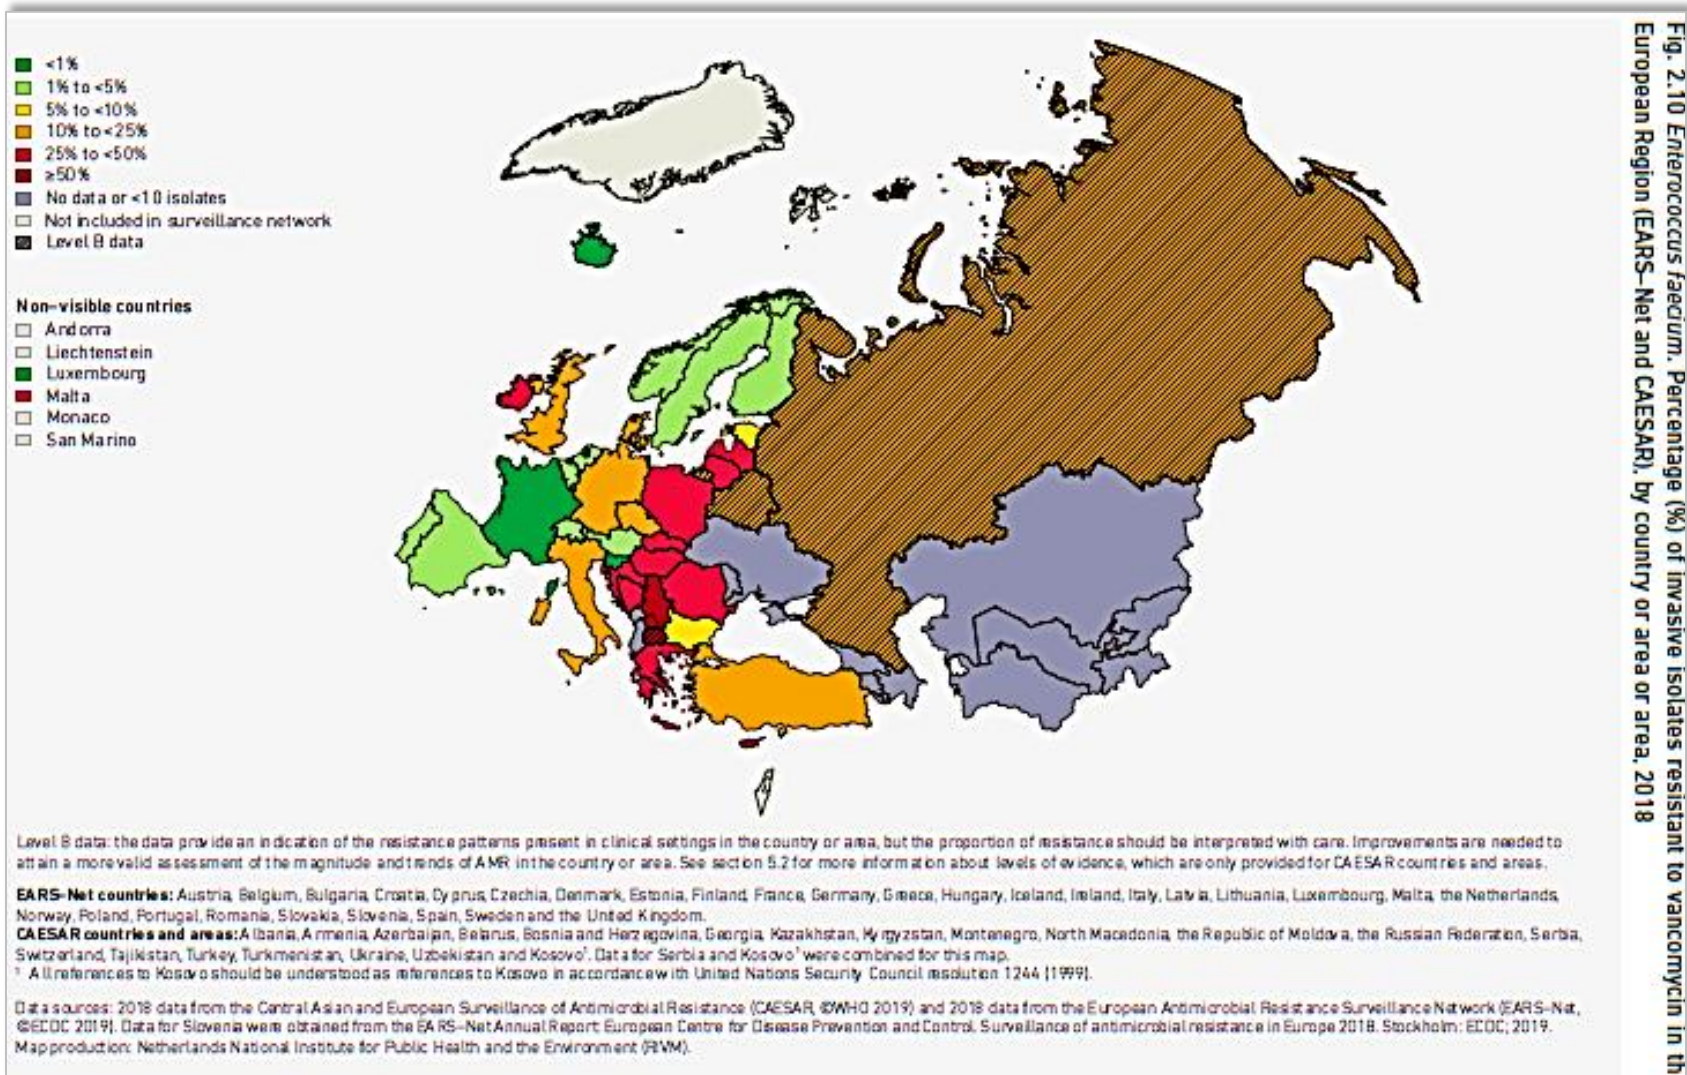 Fig. 2.10 Enterococcus faecium. Percentage (%) of invasive isolates resistant to vancomycin in th
European Region (EARS–Net and CAESAR), by country or area or area, 2018
<1%
1% to <5%
5% to <10%
10% to <25%
25% to <50%
≥50%
No data or <10 isolates
Not included in surveillance network
Level B data
Non–visible countries
Andorra
Liechtenstein
Luxembourg
Malta
Monaco
San Marino
Level B data: the data provide an indication of the resistance patterns present in clinical settings in the country or area, but the proportion of resistance should be interpreted with care. Improvements are needed to
attain a more valid assessment of the magnitude and trends of AMR in the country or area. See section 5.2 for more information about levels of evidence, which are only provided for CAESAR countries and areas.
EARS–Net countries: Austria, Belgium, Bulgaria, Croatia, Cyprus, Czechia, Denmark, Estonia, Finland, France, Germany, Greece, Hungary, Iceland, Ireland, Italy, Latvia, Lithuania, Luxembourg, Malta, the Netherlands,
Norway, Poland, Portugal, Romania, Slovakia, Slovenia, Spain, Sweden and the United Kingdom.
CAESAR countries and areas: Albania, Armenia, Azerbaijan, Belarus, Bosnia and Herzegovina, Georgia, Kazakhstan, Kyrgyzstan, Montenegro, North Macedonia, the Republic of Moldova, the Russian Federation, Serbia,
Switzerland, Tajikistan, Turkey, Turkmenistan, Ukraine, Uzbekistan and Kosovo¹. Data for Serbia and Kosovo¹ were combined for this map.
¹ All references to Kosovo should be understood as references to Kosovo in accordance with United Nations Security Council resolution 1244 (1999).
Data sources: 2018 data from the Central Asian and European Surveillance of Antimicrobial Resistance (CAESAR, ©WHO 2019) and 2018 data from the European Antimicrobial Resistance Surveillance Network (EARS–Net,
©ECDC 2019). Data for Slovenia were obtained from the EARS–Net Annual Report: European Centre for Disease Prevention and Control. Surveillance of antimicrobial resistance in Europe 2018. Stockholm: ECDC; 2019.
Map production: Netherlands National Institute for Public Health and the Environment (RIVM).